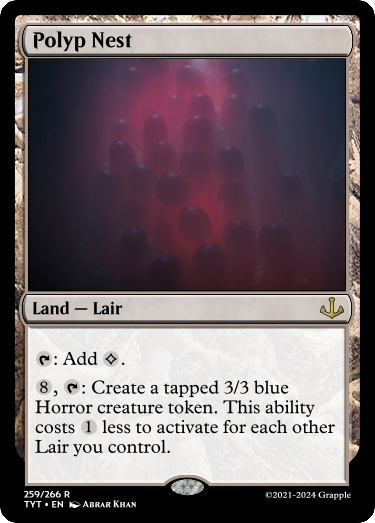 Polyp Nest
Land — Lair
: Add .
8, : Create a tapped 3/3 blue
Horror creature token. This ability
costs 1 less to activate for each other
Lair you control.
259/266 R
TYT • EN Abrar Khan
©2021-2024 Grapple